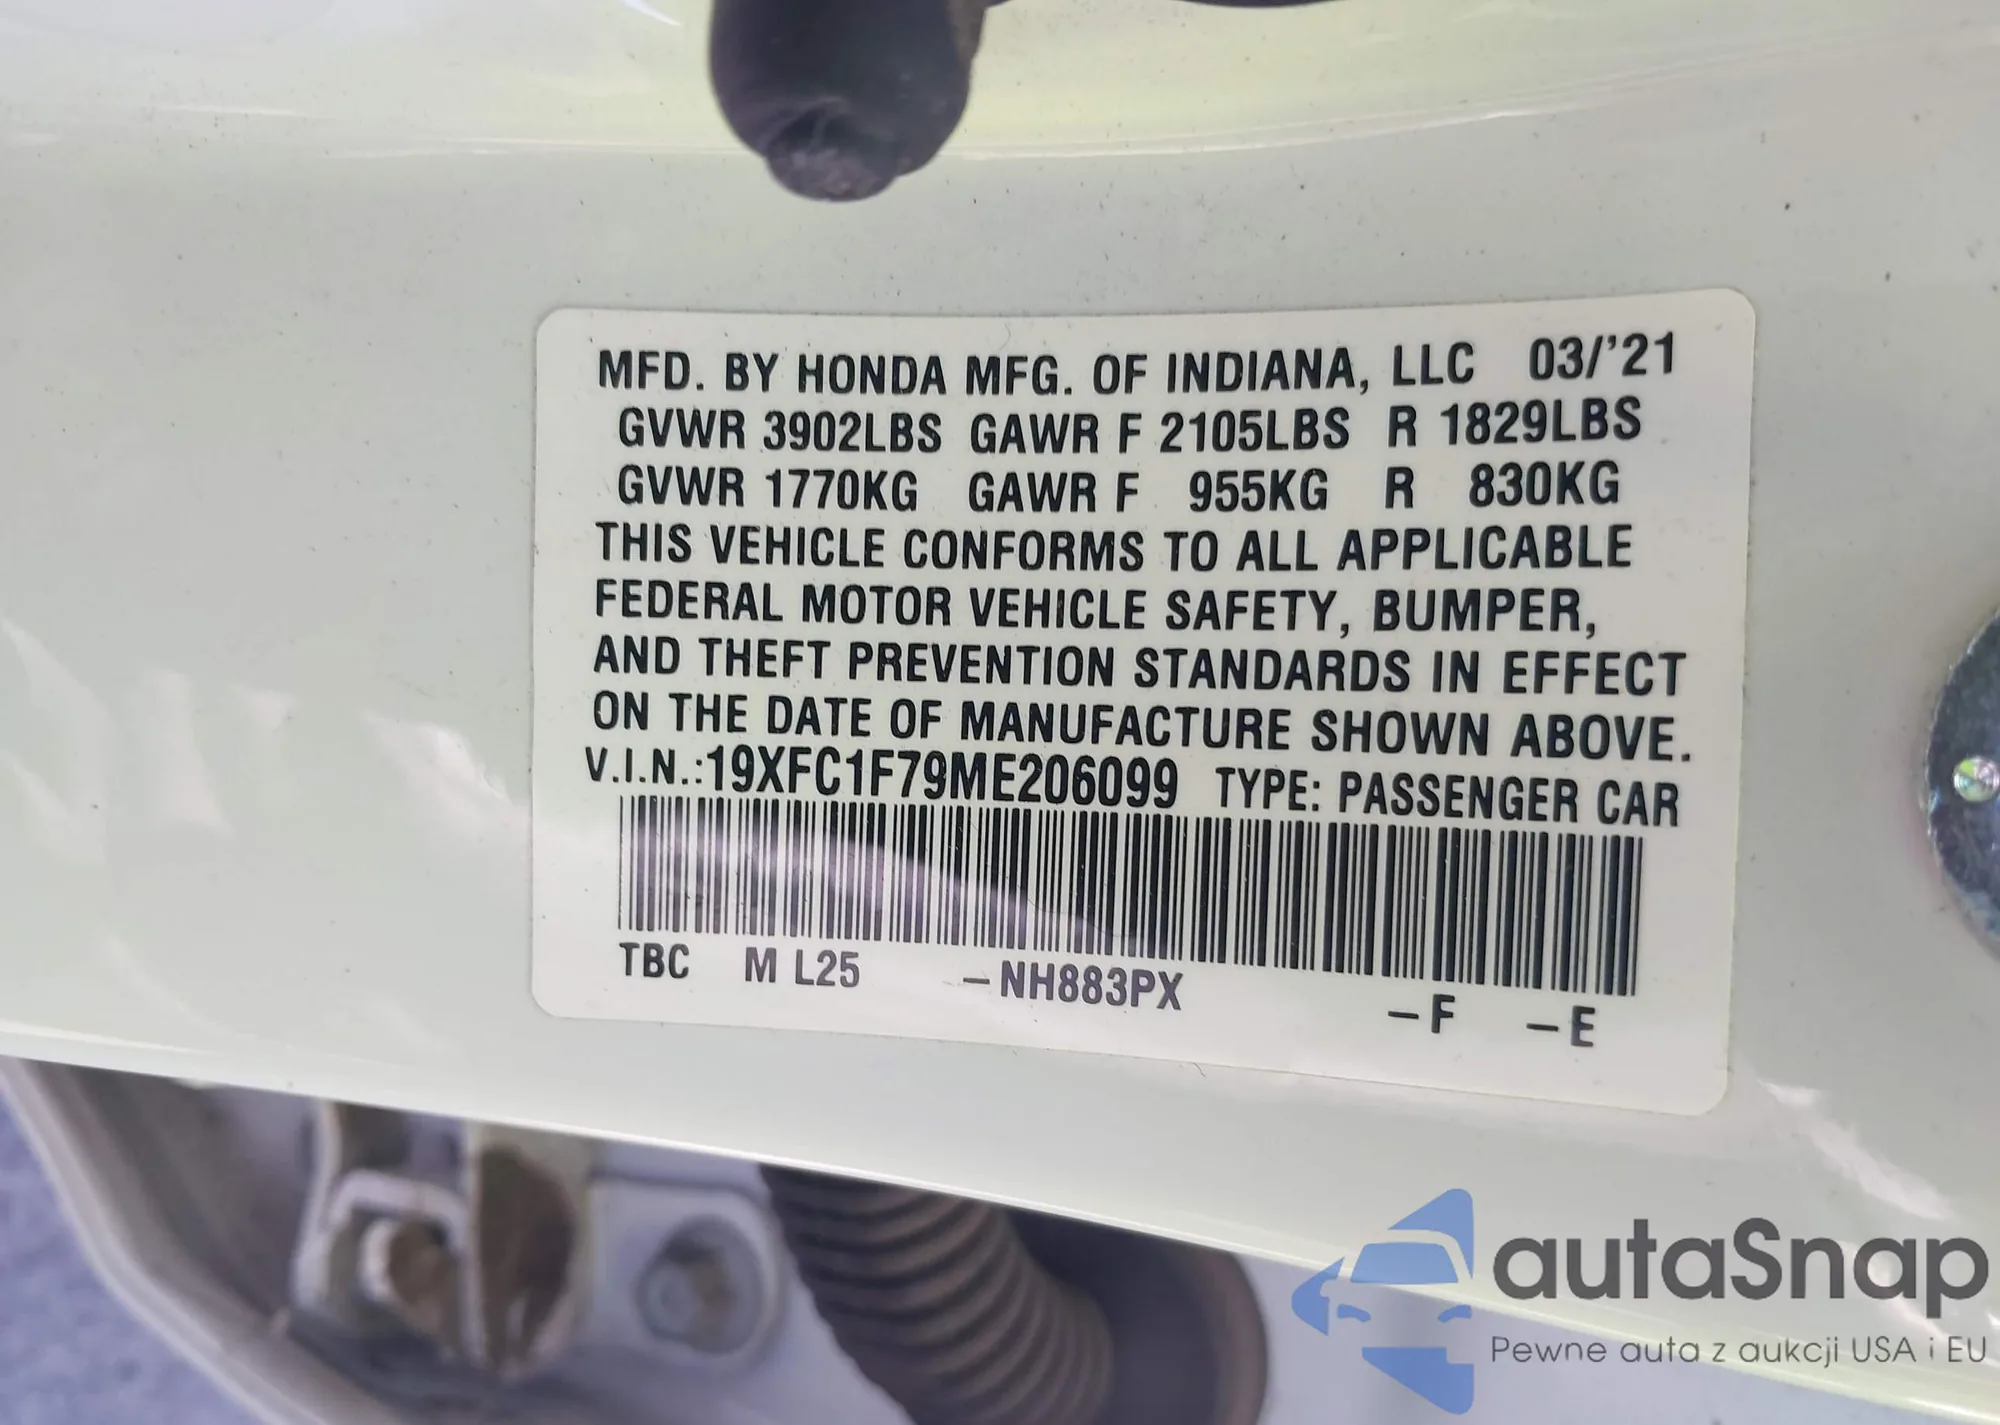 MFD. BY HONDA MFG. OF INDIANA, LLC 03/'21
GVWR 3902LBS GAWR F 2105LBS R 1829LBS
GVWR 1770KG GAWR F 955KG R 830KG
THIS VEHICLE CONFORMS TO ALL APPLICABLE
FEDERAL MOTOR VEHICLE SAFETY, BUMPER,
AND THEFT PREVENTION STANDARDS IN EFFECT
ON THE DATE OF MANUFACTURE SHOWN ABOVE.
V.I.N.:19XFC1F79ME206099 TYPE: PASSENGER CAR
TBC M L25 -NH883PX -F -E
autaSnap
Pewne auta z aukcji USA i EU